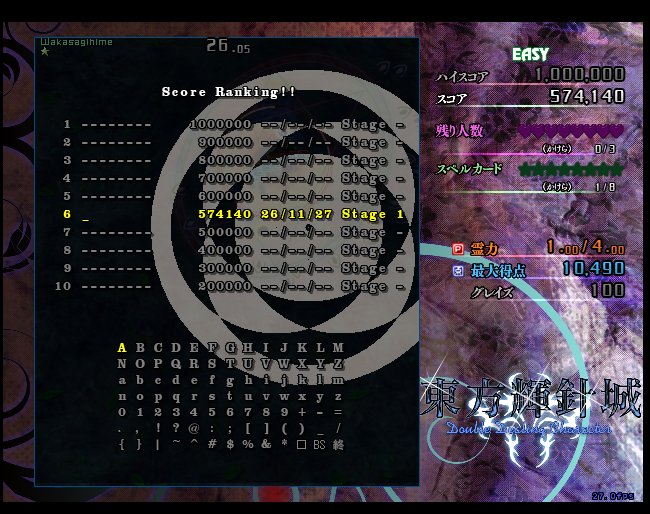 Wakasagihime
★
26.05
Score Ranking!!
1 -------- 1000000 --/--/-- Stage -
2 -------- 900000 --/--/-- Stage -
3 -------- 800000 --/--/-- Stage -
4 -------- 700000 --/--/-- Stage -
5 -------- 600000 --/--/-- Stage -
6 _ 574140 26/11/27 Stage 1
7 -------- 500000 --/--/-- Stage -
8 -------- 400000 --/--/-- Stage -
9 -------- 300000 --/--/-- Stage -
10 -------- 200000 --/--/-- Stage -
A B C D E F G H I J K L M
N O P Q R S T U V W X Y Z
a b c d e f g h i j k l m
n o p q r s t u v w x y z
0 1 2 3 4 5 6 7 8 9 + - =
. , ! ? @ : ; [ ] ( ) _ /
{ } | ~ ^ # $ % & * □ BS 終
EASY
ハイスコア 1,000,000
スコア 574,140
残り人数
(かけら) 0/3
スペルカード
(かけら) 1/8
P 霊力 1.00/4.00
点 最大得点 10,490
グレイズ 100
東方輝針城
Double Dealing Character
27.0fps